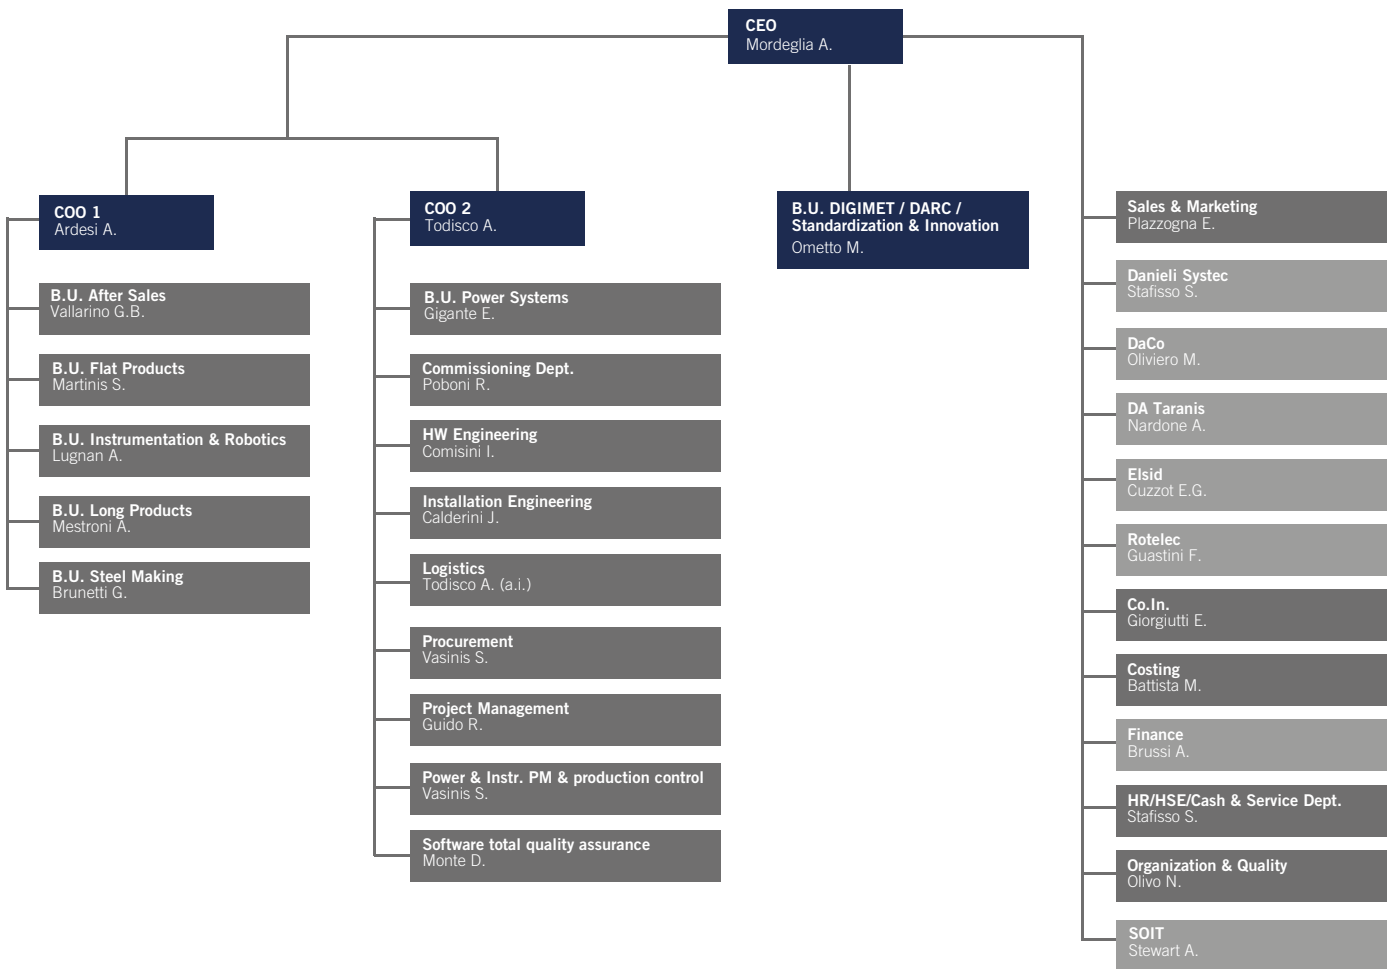 CEO
Mordeglia A.
COO 1
Ardesi A.
B.U. After Sales
Vallarino G.B.
B.U. Flat Products
Martinis S.
B.U. Instrumentation & Robotics
Lugnan A.
B.U. Long Products
Mestroni A.
B.U. Steel Making
Brunetti G.
COO 2
Todisco A.
B.U. Power Systems
Gigante E.
Commissioning Dept.
Poboni R.
HW Engineering
Comisini I.
Installation Engineering
Calderini J.
Logistics
Todisco A. (a.i.)
Procurement
Vasinis S.
Project Management
Guido R.
Power & Instr. PM & production control
Vasinis S.
Software total quality assurance
Monte D.
B.U. DIGIMET / DARC /
Standardization & Innovation
Ometto M.
Sales & Marketing
Plazzogna E.
Danieli Systec
Stafisso S.
DaCo
Oliviero M.
DA Taranis
Nardone A.
Elsid
Cuzzot E.G.
Rotelec
Guastini F.
Co.In.
Giorgiutti E.
Costing
Battista M.
Finance
Brussi A.
HR/HSE/Cash & Service Dept.
Stafisso S.
Organization & Quality
Olivo N.
SOIT
Stewart A.